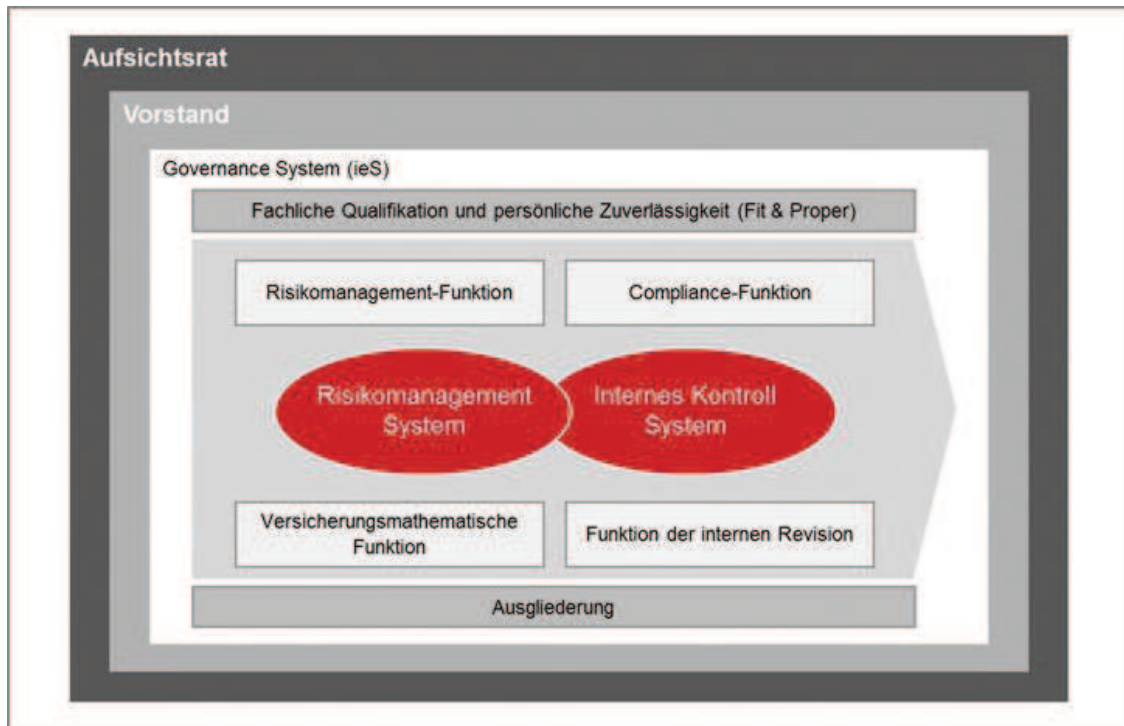 Aufsichtsrat
Vorstand
Governance System (ieS)
Fachliche Qualifikation und persönliche Zuverlässigkeit (Fit & Proper)
Risikomanagement-Funktion
Compliance-Funktion
Risikomanagement
System
Internes Kontroll
System
Versicherungsmathematische
Funktion
Funktion der internen Revision
Ausgliederung